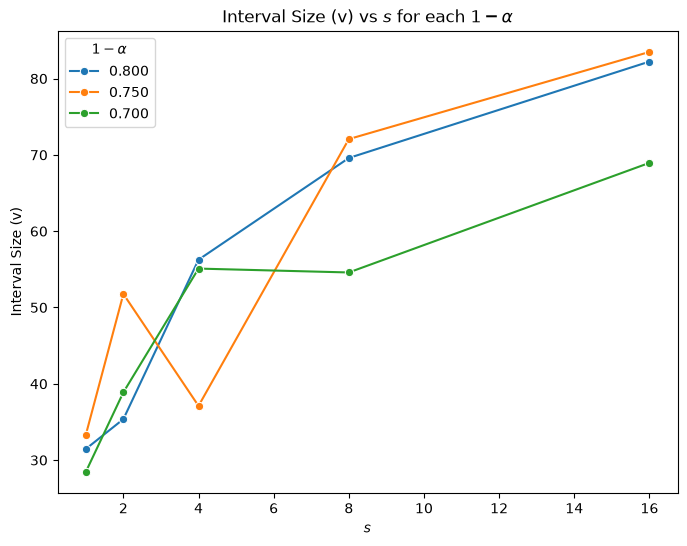 Interval Size (v) vs s for each 1 − α
1 − α
0.800
0.750
0.700
Interval Size (v)
80
70
60
50
40
30
2 4 6 8 10 12 14 16
s